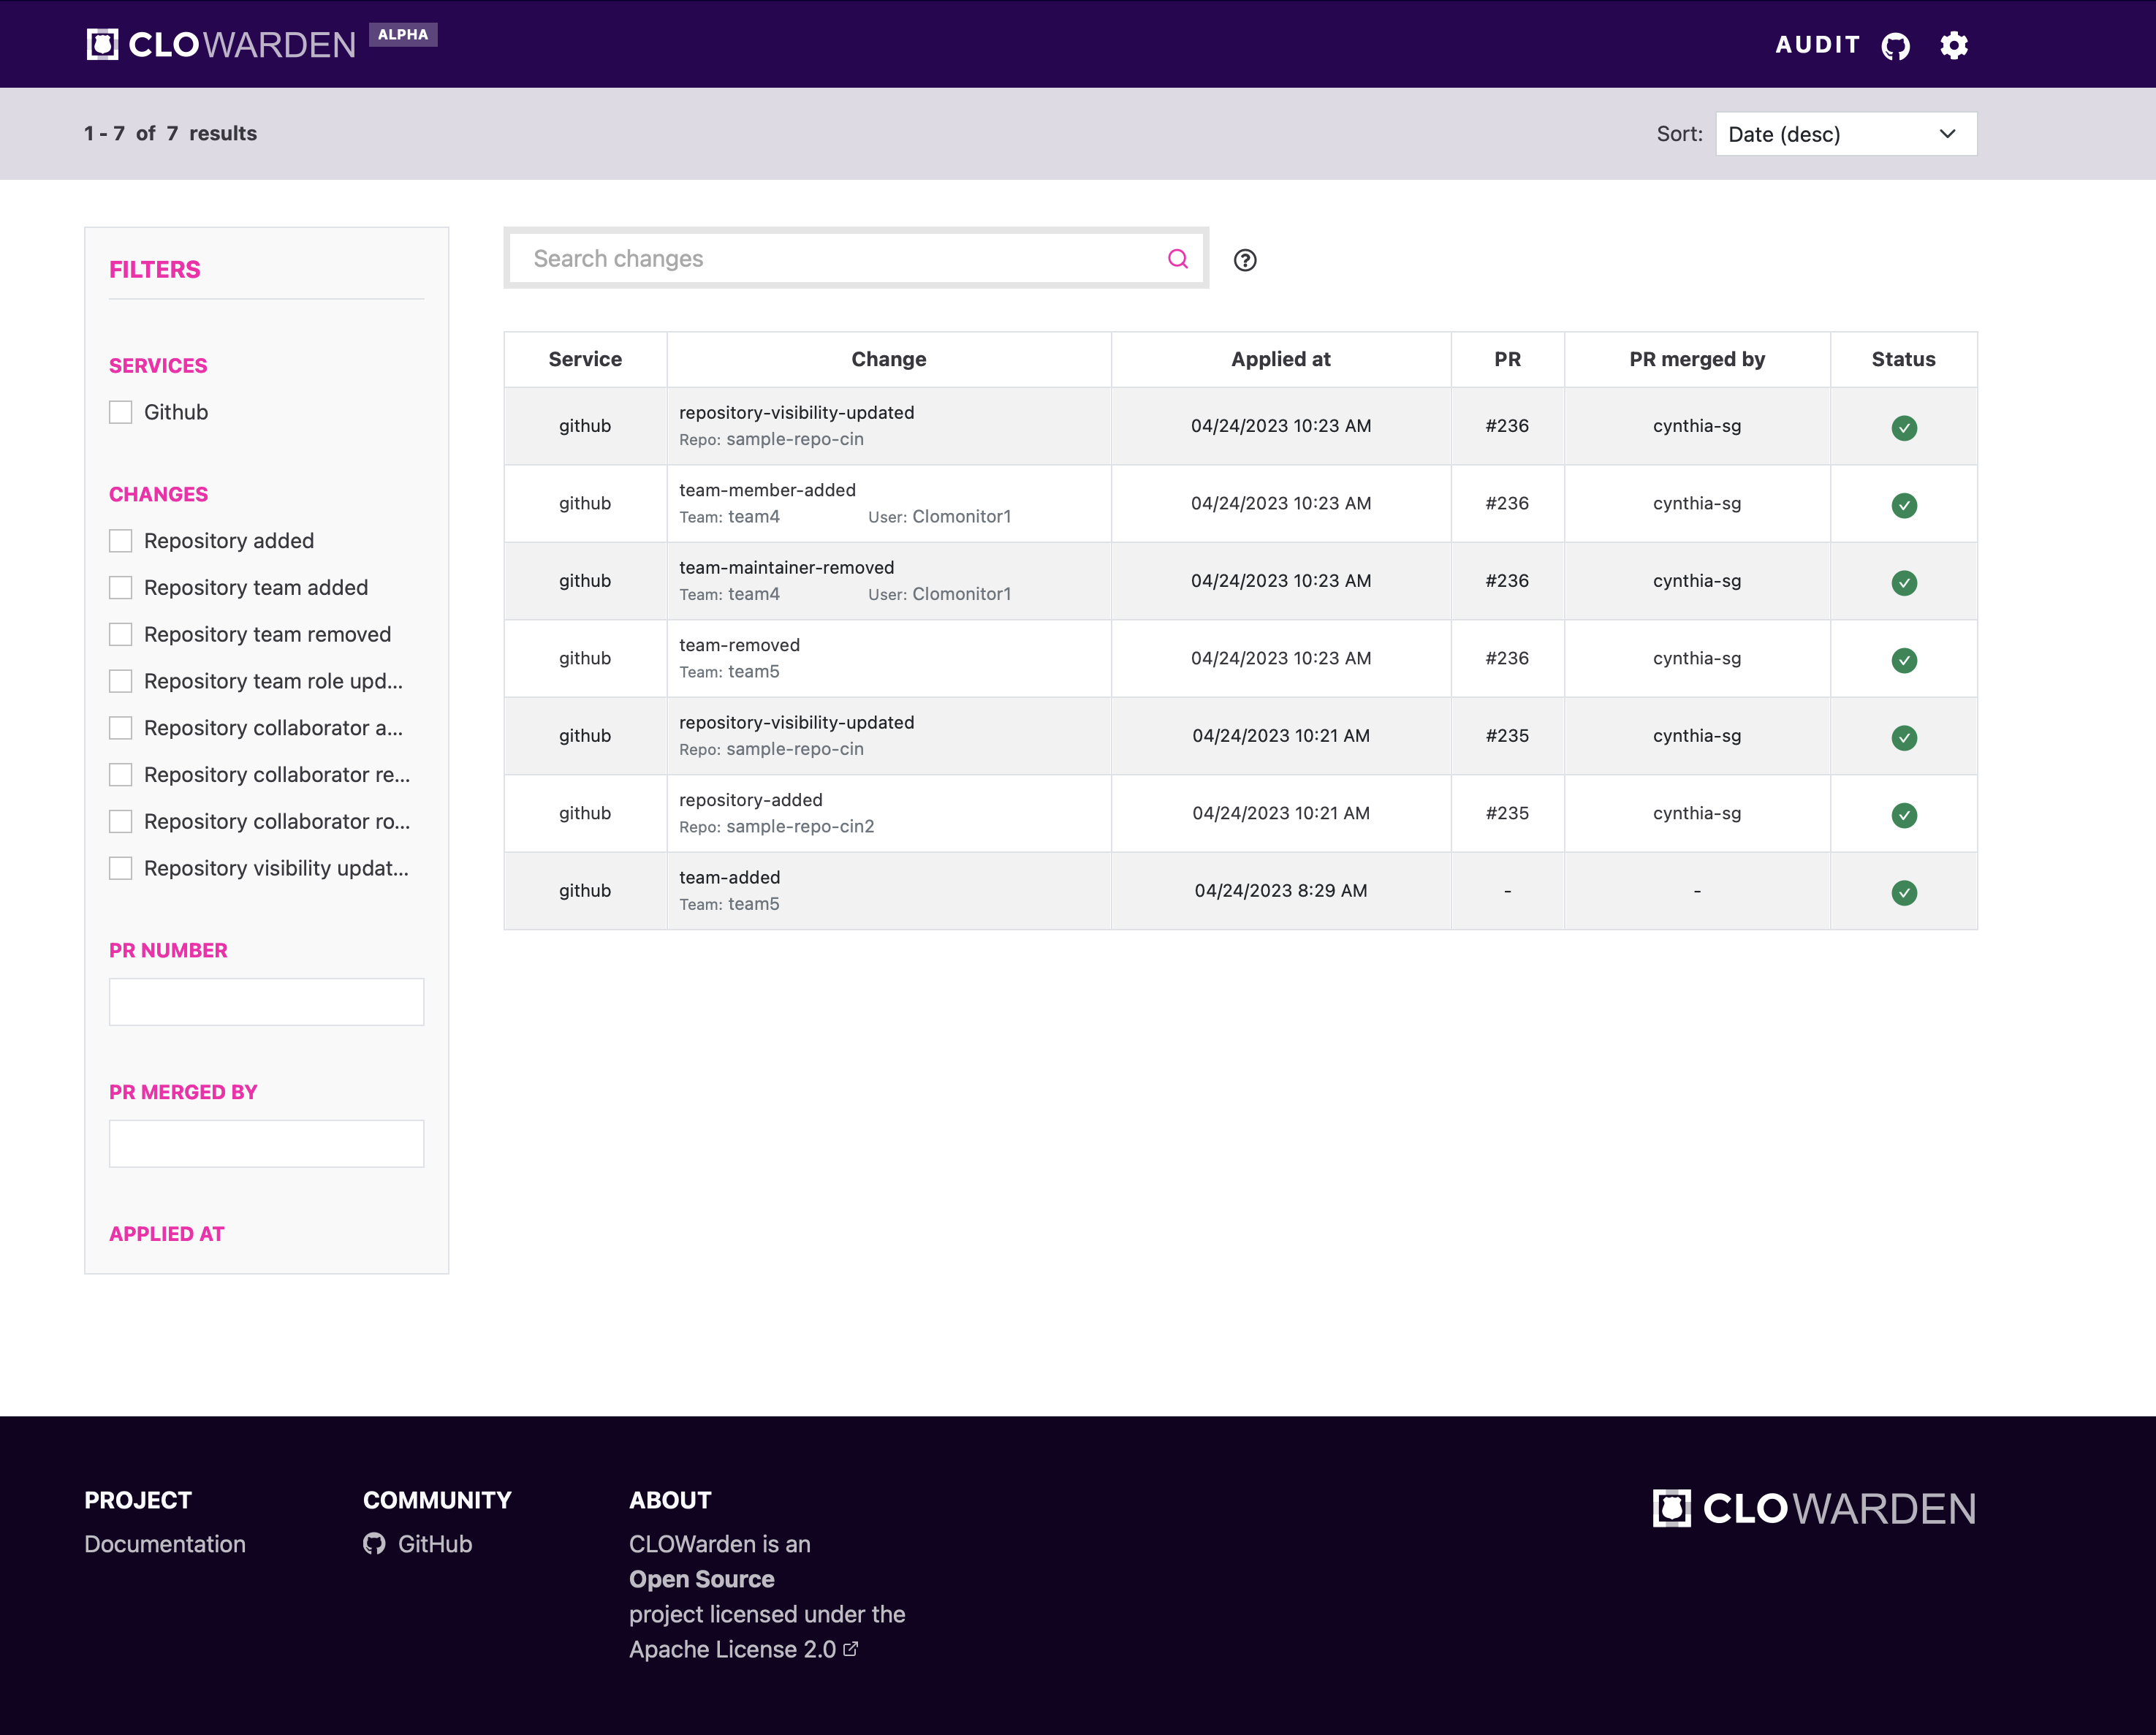 CLOWARDEN ALPHA
AUDIT
1 - 7 of 7 results
Sort: Date (desc)
FILTERS
SERVICES
Github
CHANGES
Repository added
Repository team added
Repository team removed
Repository team role upd...
Repository collaborator a...
Repository collaborator re...
Repository collaborator ro...
Repository visibility updat...
PR NUMBER
PR MERGED BY
APPLIED AT
Search changes
Service Change Applied at PR PR merged by Status
github repository-visibility-updated 04/24/2023 10:23 AM #236 cynthia-sg
Repo: sample-repo-cin
github team-member-added 04/24/2023 10:23 AM #236 cynthia-sg
Team: team4 User: Clomonitor1
github team-maintainer-removed 04/24/2023 10:23 AM #236 cynthia-sg
Team: team4 User: Clomonitor1
github team-removed 04/24/2023 10:23 AM #236 cynthia-sg
Team: team5
github repository-visibility-updated 04/24/2023 10:21 AM #235 cynthia-sg
Repo: sample-repo-cin
github repository-added 04/24/2023 10:21 AM #235 cynthia-sg
Repo: sample-repo-cin2
github team-added 04/24/2023 8:29 AM - -
Team: team5
PROJECT
Documentation
COMMUNITY
GitHub
ABOUT
CLOWarden is an
Open Source
project licensed under the
Apache License 2.0
CLOWARDEN